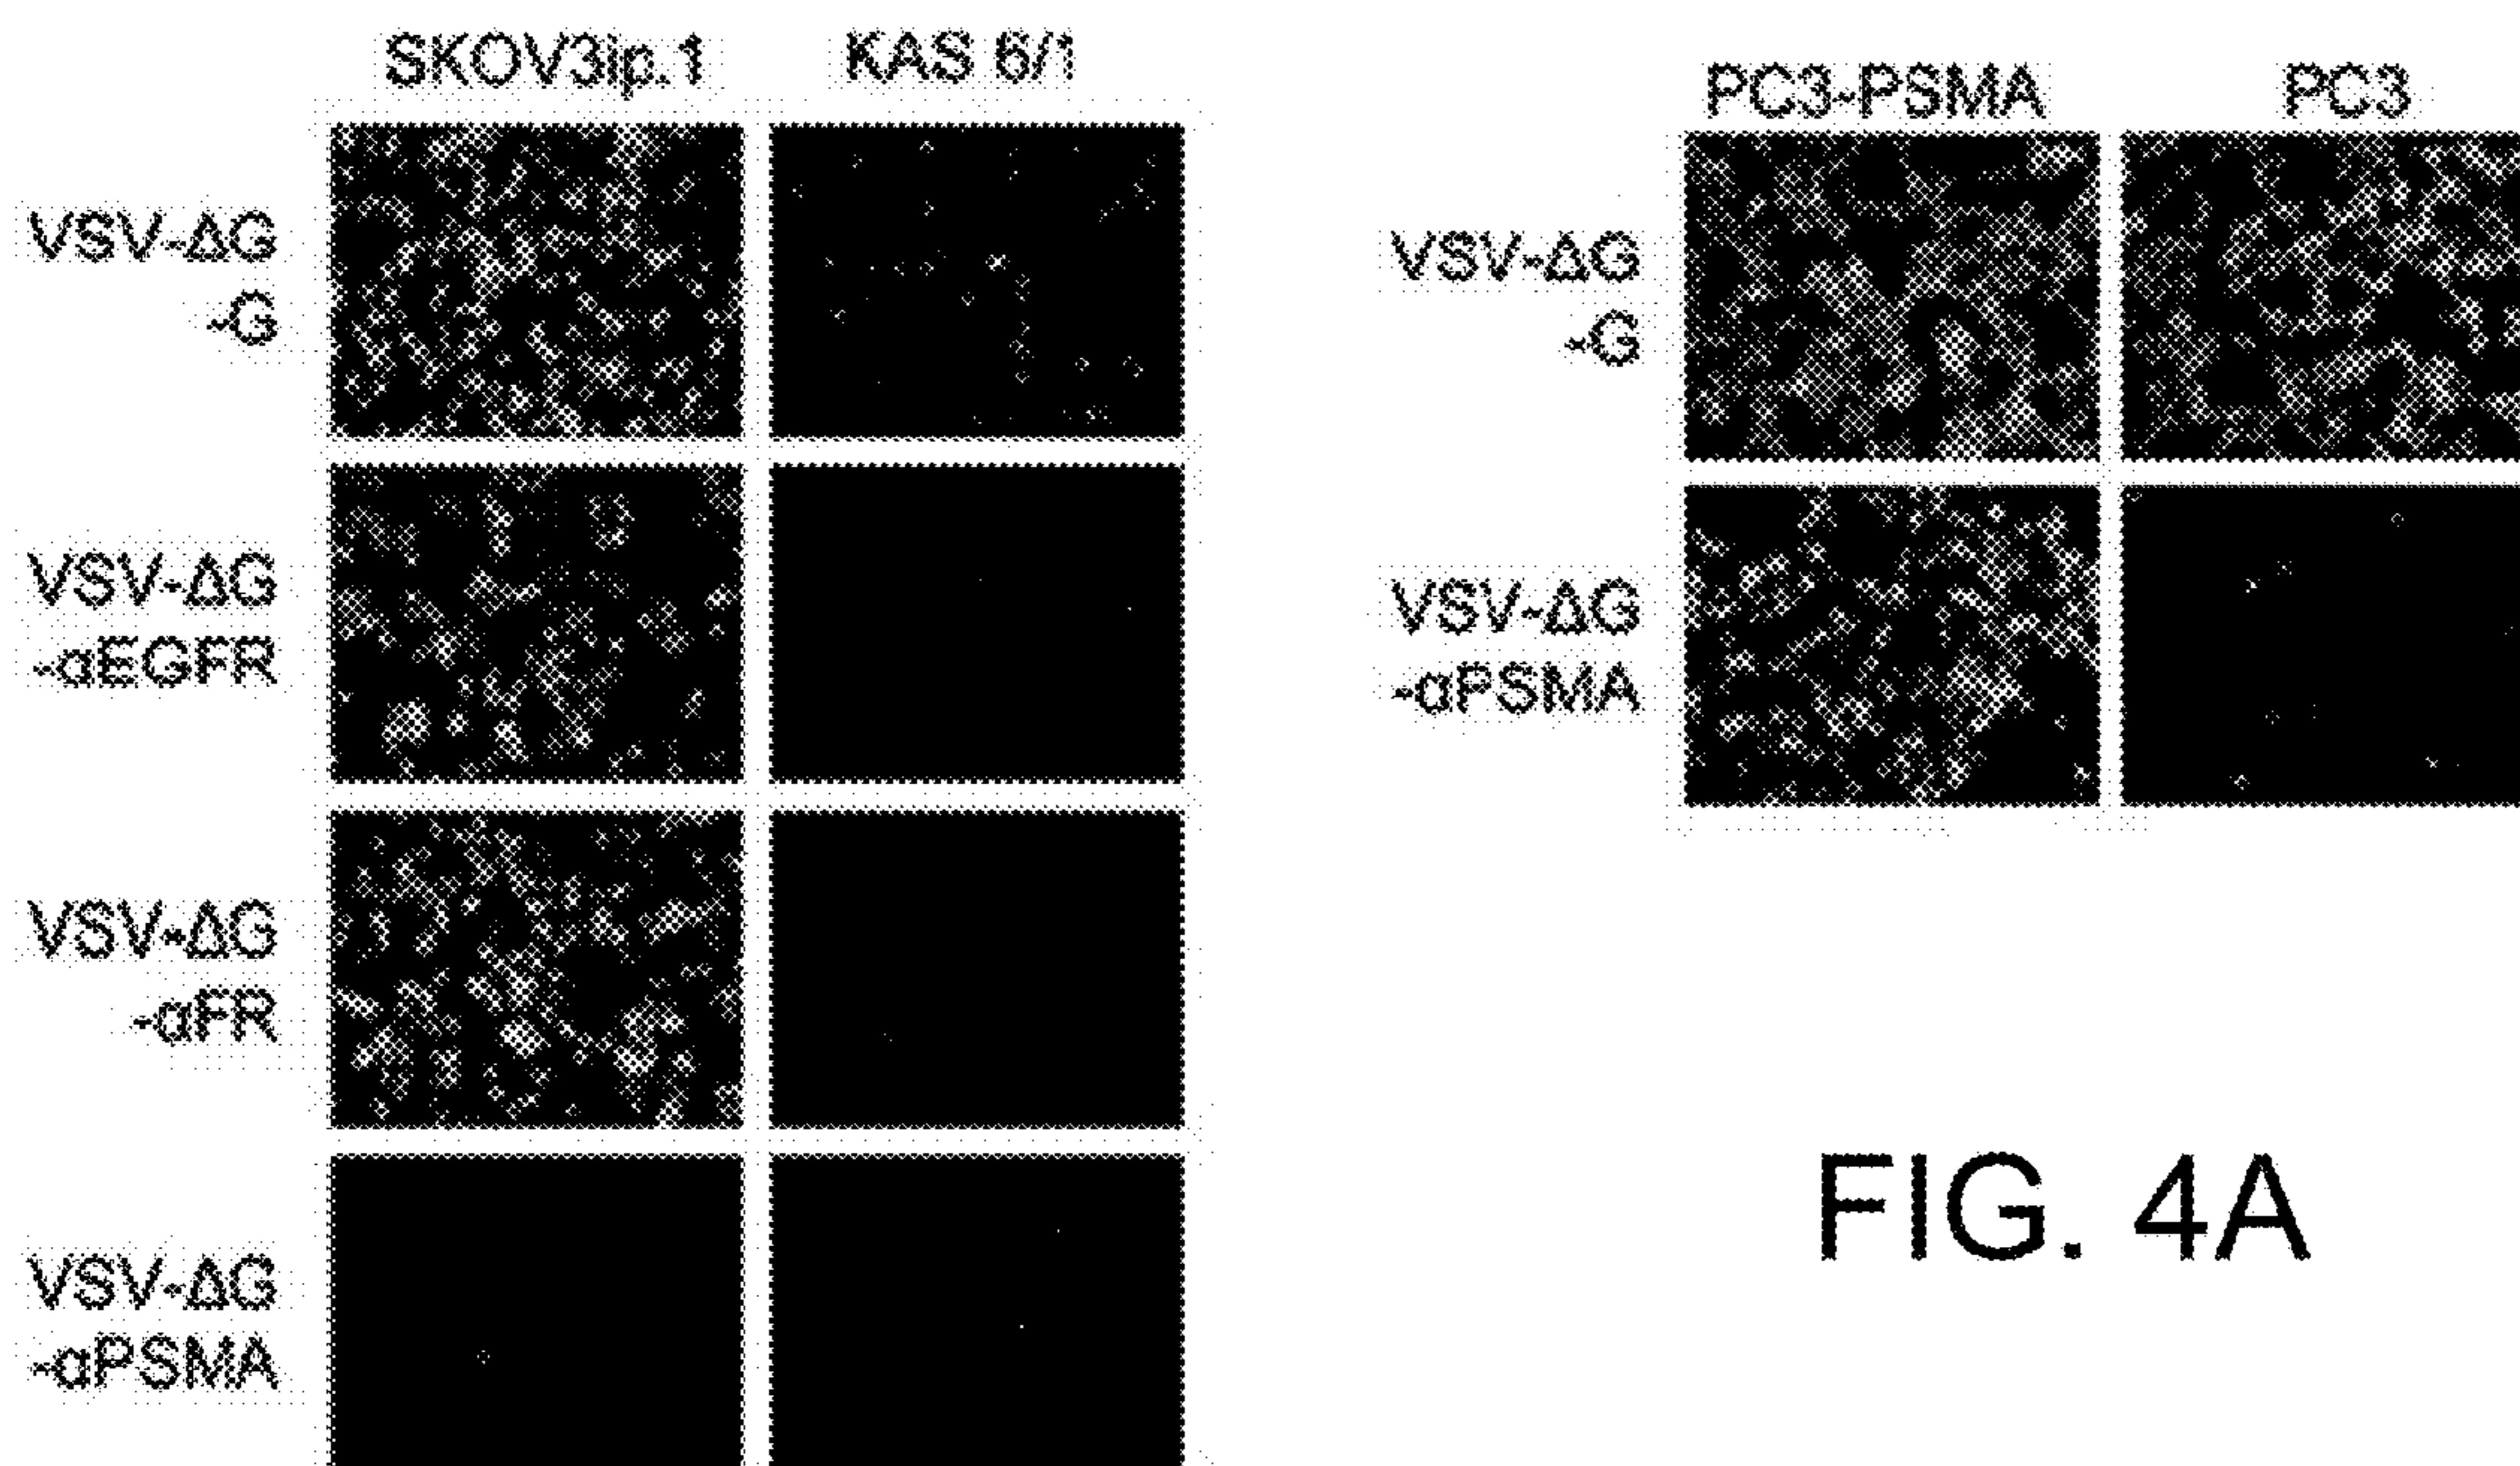 SKOV3ip.1 KAS 6/1
VSV-ΔG
-G
VSV-ΔG
-αEGFR
VSV-ΔG
-αFR
VSV-ΔG
-αPSMA
PC3-PSMA PC3
VSV-ΔG
-G
VSV-ΔG
-αPSMA
FIG. 4A